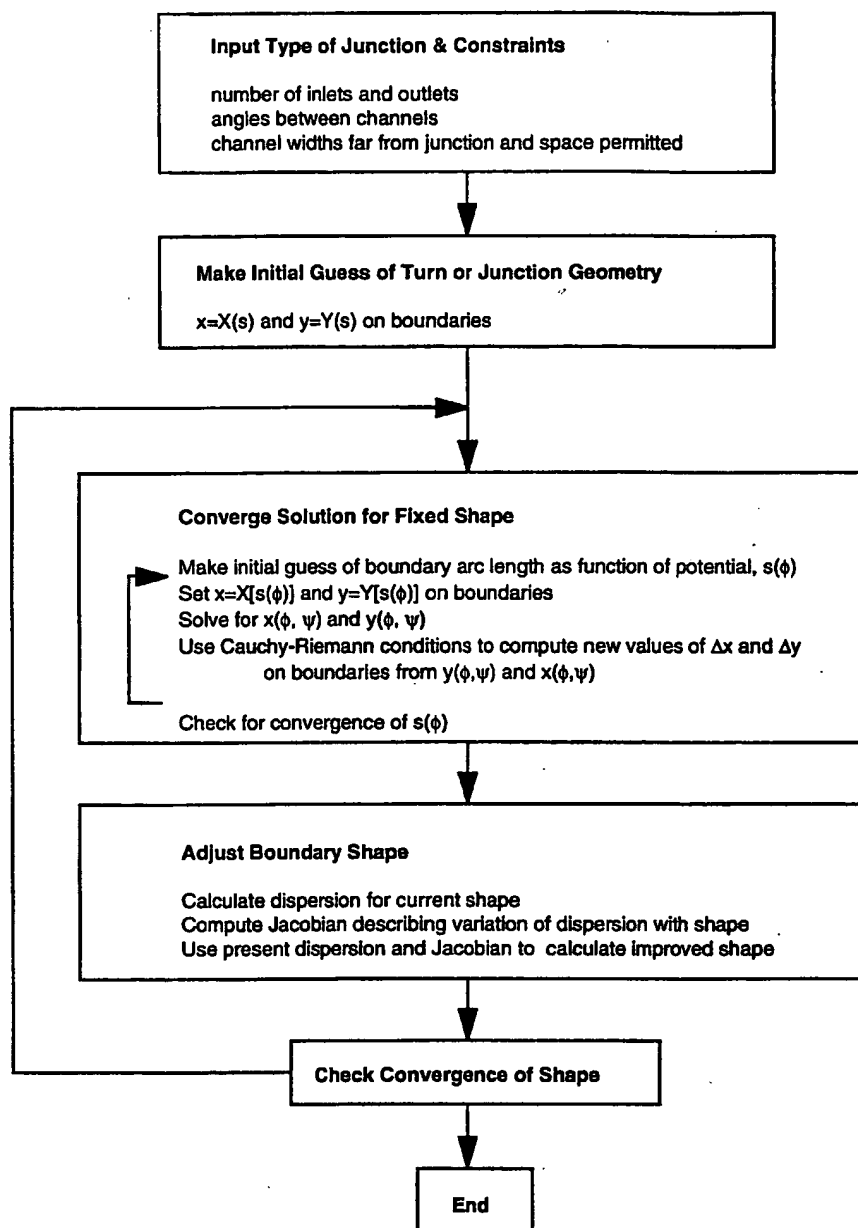 Input Type of Junction & Constraints
number of inlets and outlets
angles between channels
channel widths far from junction and space permitted
Make Initial Guess of Turn or Junction Geometry
x=X(s) and y=Y(s) on boundaries
Converge Solution for Fixed Shape
Make initial guess of boundary arc length as function of potential, s(ϕ)
Set x=X[s(ϕ)] and y=Y[s(ϕ)] on boundaries
Solve for x(ϕ, ψ) and y(ϕ, ψ)
Use Cauchy-Riemann conditions to compute new values of Δx and Δy
on boundaries from y(ϕ,ψ) and x(ϕ,ψ)
Check for convergence of s(ϕ)
Adjust Boundary Shape
Calculate dispersion for current shape
Compute Jacobian describing variation of dispersion with shape
Use present dispersion and Jacobian to calculate improved shape
Check Convergence of Shape
End